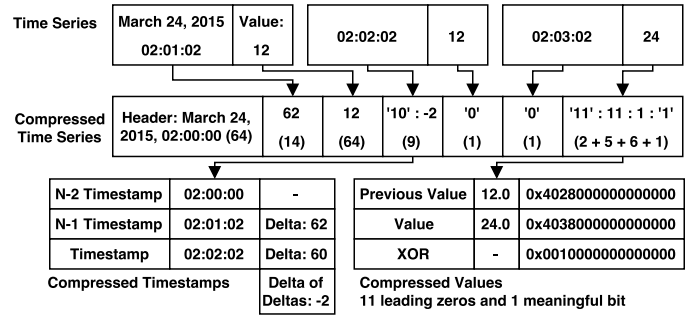 Time Series
March 24, 2015
02:01:02
Value:
12
02:02:02
12
02:03:02
24
Compressed
Time Series
Header: March 24,
2015, 02:00:00 (64)
62
(14)
12
(64)
'10' : -2
(9)
'0'
(1)
'0'
(1)
'11' : 11 : 1 : '1'
(2 + 5 + 6 + 1)
N-2 Timestamp 02:00:00 -
N-1 Timestamp 02:01:02 Delta: 62
Timestamp 02:02:02 Delta: 60
Compressed Timestamps
Delta of
Deltas: -2
Previous Value 12.0 0x4028000000000000
Value 24.0 0x4038000000000000
XOR - 0x0010000000000000
Compressed Values
11 leading zeros and 1 meaningful bit